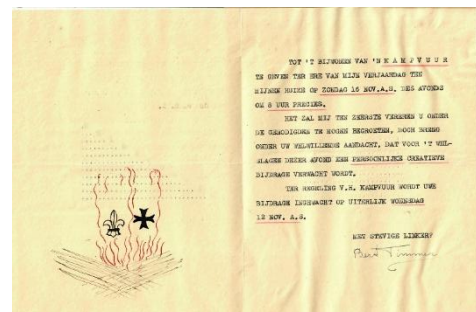 TOT 'T BIJWONEN VAN 'N KAMPVUUR
TE GEVEN TER ERE VAN MIJN VERJAARDAG TEN
MIJNEN HUIZE OP ZONDAG 15 NOV.A.S. DES AVONDS
OM 8 UUR PRECIES.
HET ZAL MIJ TEN ZEERSTE VEREREN U ONDER
DE GENODIGDEN TE MOGEN BEGROETEN, DOCH BRENG
ONDER UW WELWILLENDE AANDACHT, DAT VOOR 'T WEL-
SLAGEN DEZER AVOND EEN PERSOONLIJKE CREATIEVE
BIJDRAGE VERWACHT WORDT.
TER REGELING V.H. KAMPVUUR WORDT UWE
BIJDRAGE INGEWACHT OP UITERLIJK WOENSDAG
12 NOV. A.S.
MET STEVIGE LINKER!
Bert